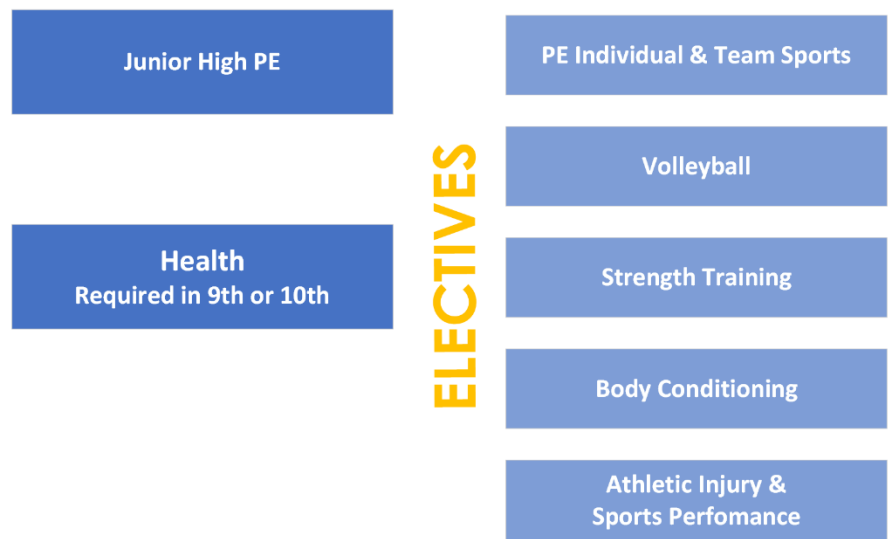 Junior High PE
Health
Required in 9th or 10th
ELECTIVES
PE Individual & Team Sports
Volleyball
Strength Training
Body Conditioning
Athletic Injury &
Sports Perfomance